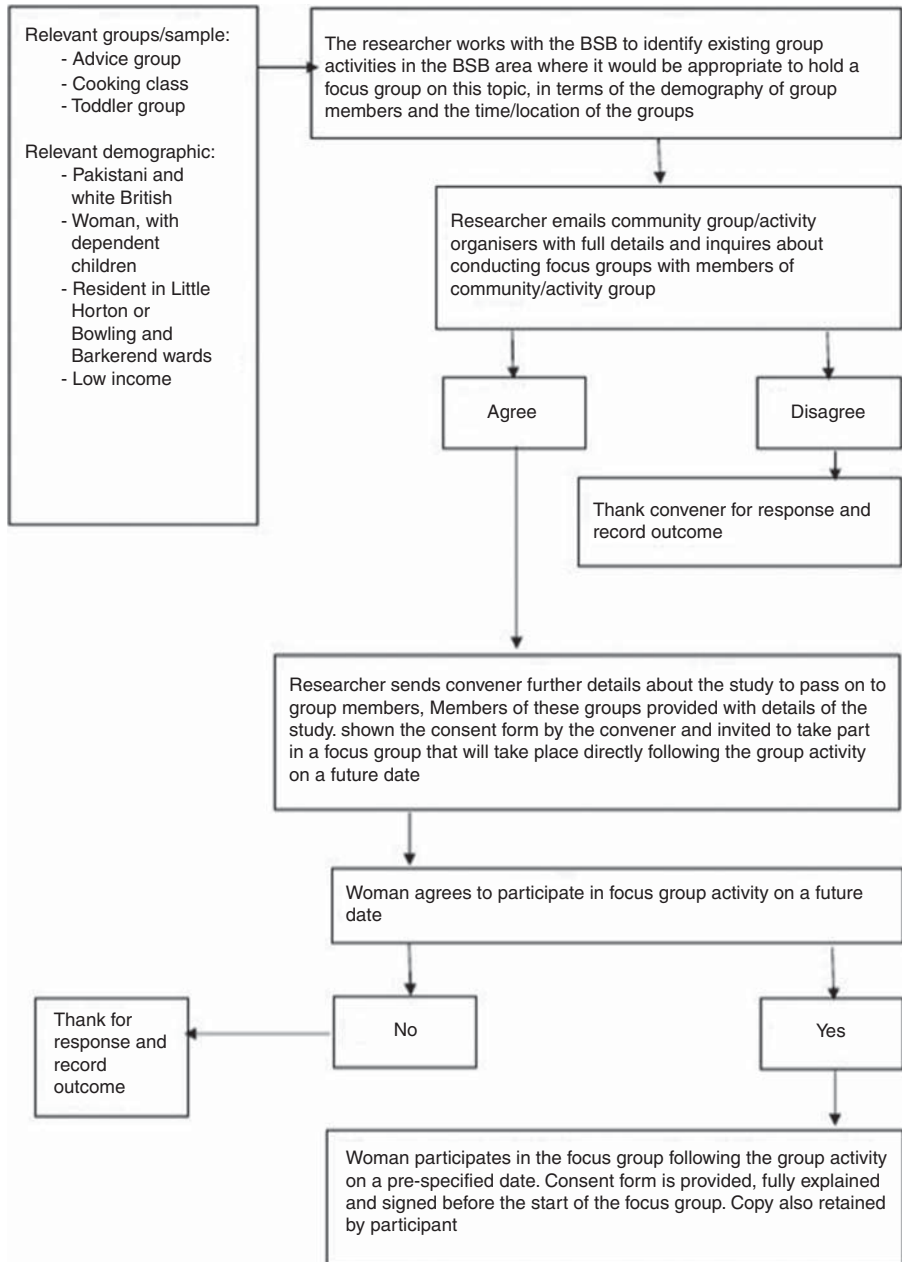 Relevant groups/sample:
- Advice group
- Cooking class
- Toddler group
Relevant demographic:
- Pakistani and
white British
- Woman, with
dependent
children
- Resident in Little
Horton or
Bowling and
Barkerend wards
- Low income
The researcher works with the BSB to identify existing group
activities in the BSB area where it would be appropriate to hold a
focus group on this topic, in terms of the demography of group
members and the time/location of the groups
Researcher emails community group/activity
organisers with full details and inquires about
conducting focus groups with members of
community/activity group
Agree
Disagree
Thank convener for response and
record outcome
Researcher sends convener further details about the study to pass on to
group members, Members of these groups provided with details of the
study. shown the consent form by the convener and invited to take part
in a focus group that will take place directly following the group activity
on a future date
Woman agrees to participate in focus group activity on a future
date
No
Yes
Thank for
response and
record
outcome
Woman participates in the focus group following the group activity
on a pre-specified date. Consent form is provided, fully explained
and signed before the start of the focus group. Copy also retained
by participant